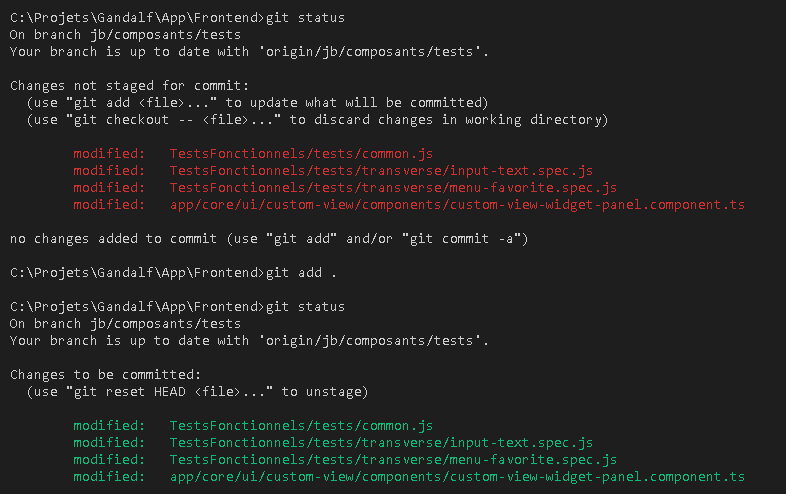 C:\Projets\Gandalf\App\Frontend>git status
On branch jb/composants/tests
Your branch is up to date with 'origin/jb/composants/tests'.

Changes not staged for commit:
  (use "git add <file>..." to update what will be committed)
  (use "git checkout -- <file>..." to discard changes in working directory)

        modified:   TestsFonctionnels/tests/common.js
        modified:   TestsFonctionnels/tests/transverse/input-text.spec.js
        modified:   TestsFonctionnels/tests/transverse/menu-favorite.spec.js
        modified:   app/core/ui/custom-view/components/custom-view-widget-panel.component.ts

no changes added to commit (use "git add" and/or "git commit -a")

C:\Projets\Gandalf\App\Frontend>git add .

C:\Projets\Gandalf\App\Frontend>git status
On branch jb/composants/tests
Your branch is up to date with 'origin/jb/composants/tests'.

Changes to be committed:
  (use "git reset HEAD <file>..." to unstage)

        modified:   TestsFonctionnels/tests/common.js
        modified:   TestsFonctionnels/tests/transverse/input-text.spec.js
        modified:   TestsFonctionnels/tests/transverse/menu-favorite.spec.js
        modified:   app/core/ui/custom-view/components/custom-view-widget-panel.component.ts